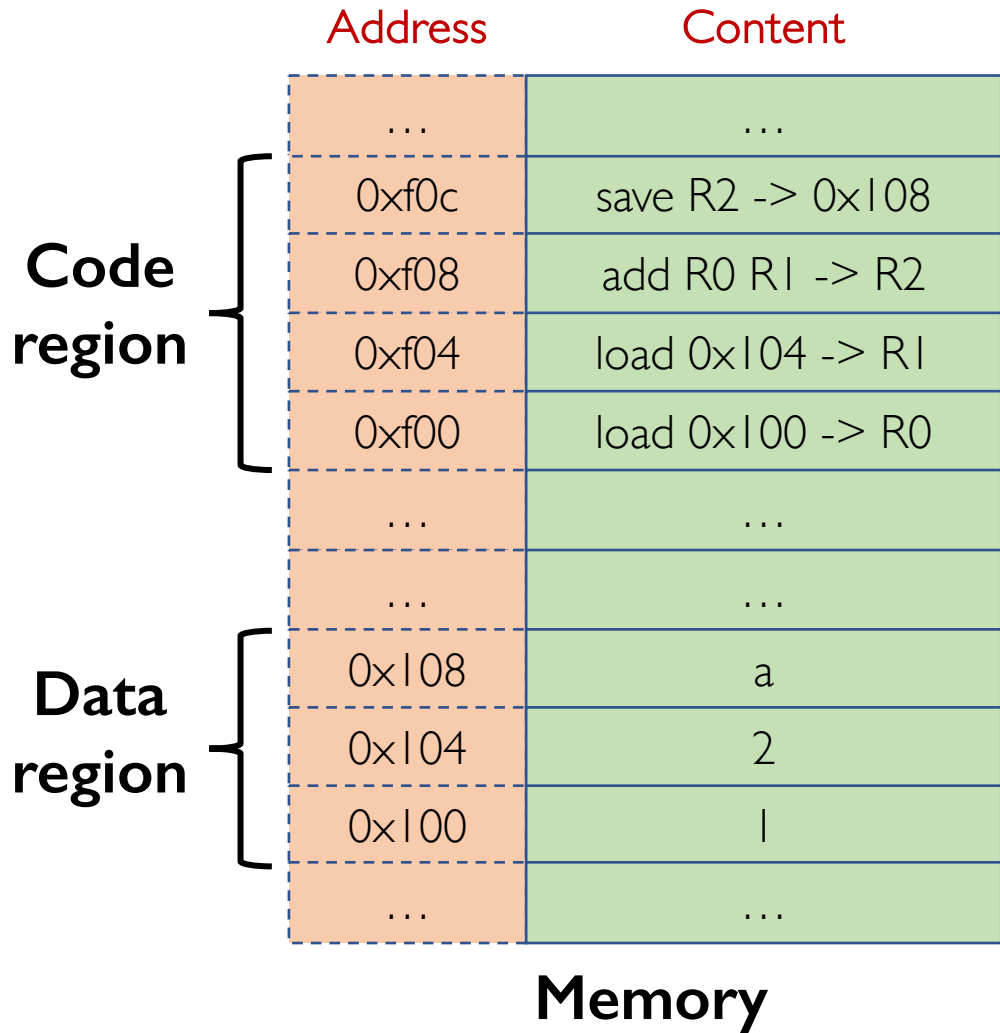 Address Content
... ...
0xf0c save R2 -> 0x108
0xf08 add R0 R1 -> R2
0xf04 load 0x104 -> R1
0xf00 load 0x100 -> R0
... ...
... ...
0x108 a
0x104 2
0x100 1
... ...
Code
region
Data
region
Memory